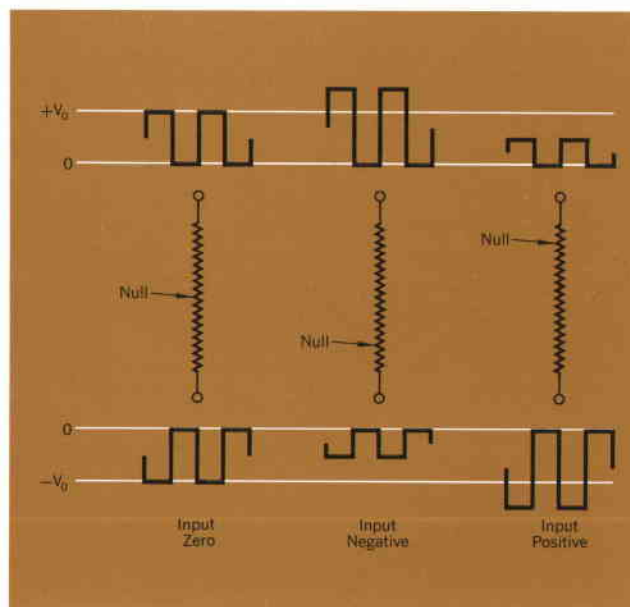 +V₀
0
Null
Null
Null
0
−V₀
Input
Zero
Input
Negative
Input
Positive